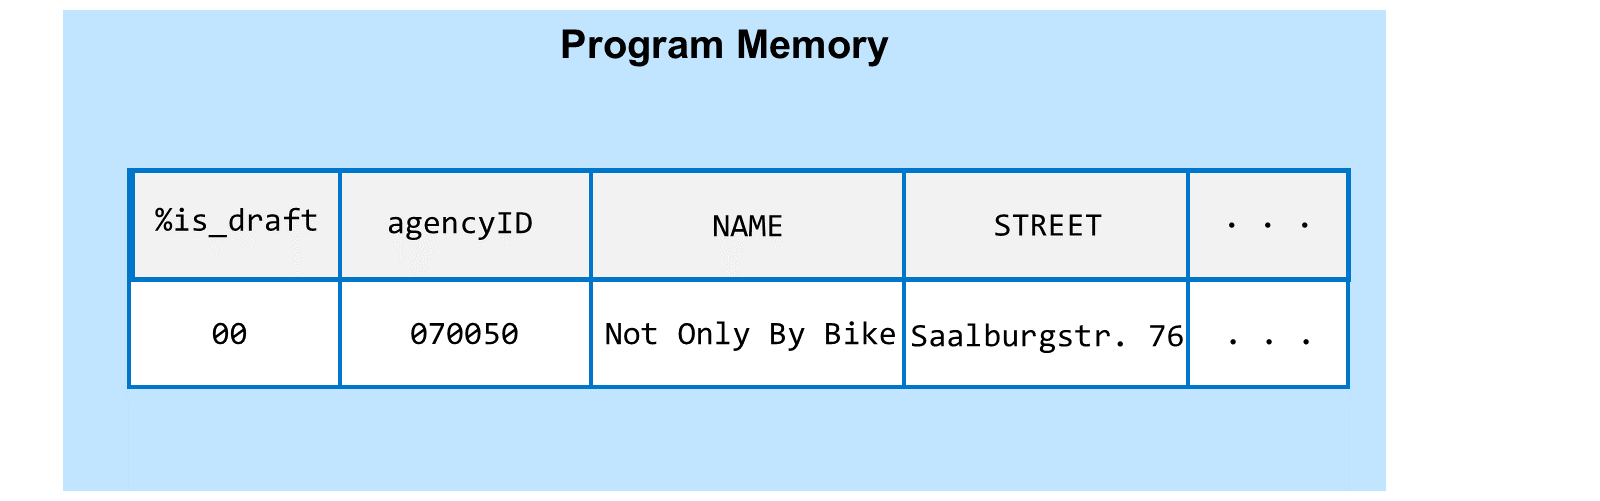 Program Memory
%is_draft agencyID NAME STREET . . .
00 070050 Not Only By Bike Saalburgstr. 76 . . .